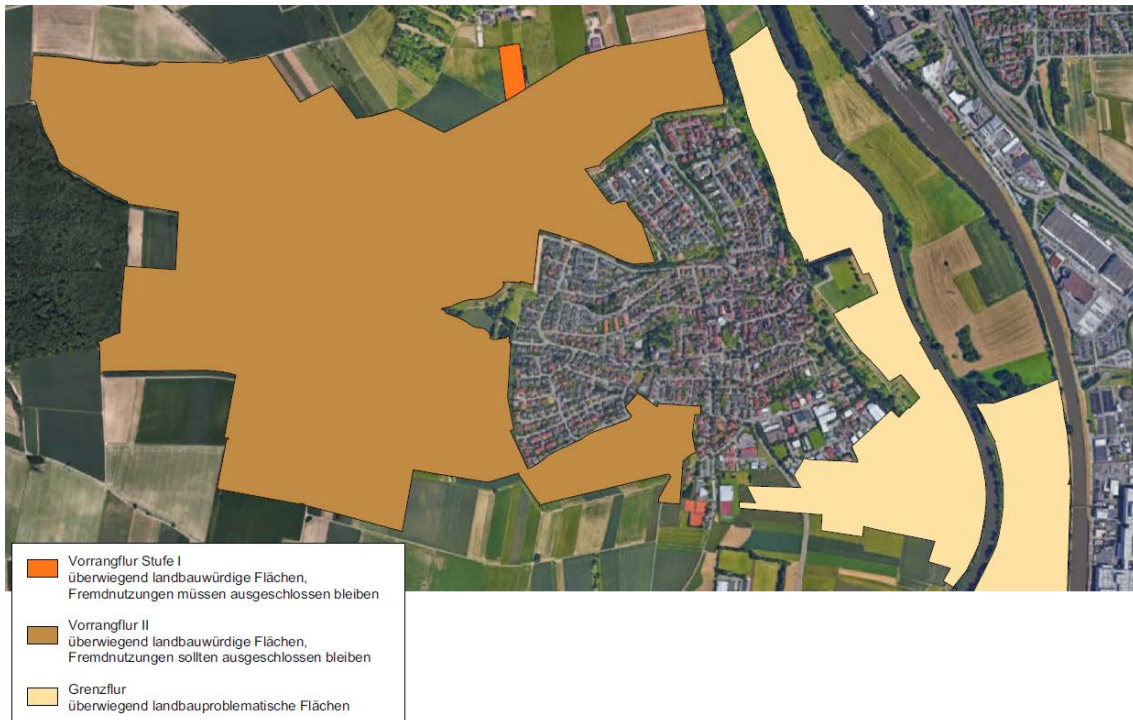 Vorrangflur Stufe I
überwiegend landbauwürdige Flächen,
Fremdnutzungen müssen ausgeschlossen bleiben
Vorrangflur II
überwiegend landbauwürdige Flächen,
Fremdnutzungen sollten ausgeschlossen bleiben
Grenzflur
überwiegend landbauproblematische Flächen